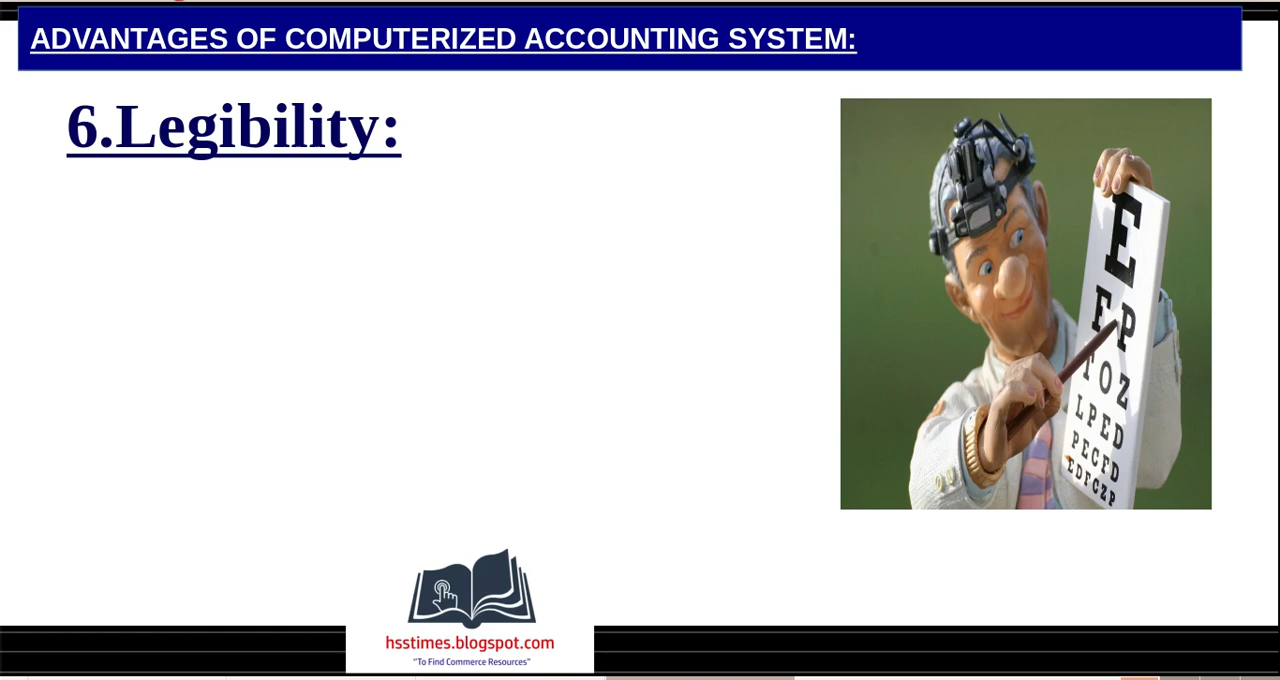 ADVANTAGES OF COMPUTERIZED ACCOUNTING SYSTEM:
6.Legibility:
E
F P
T O Z
L P E D
P E C F D
E D F C Z P
hsstimes.blogspot.com
"To Find Commerce Resources"